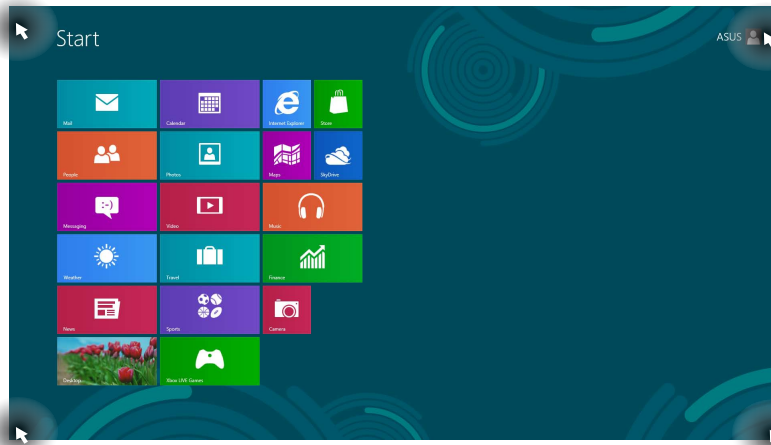 Start
ASUS
Mail
Calendar
Internet Explorer
Store
People
Photos
Maps
SkyDrive
:-)
Messaging
Video
Music
Weather
Travel
Finance
News
Sports
Camera
Desktop
Xbox LIVE Games